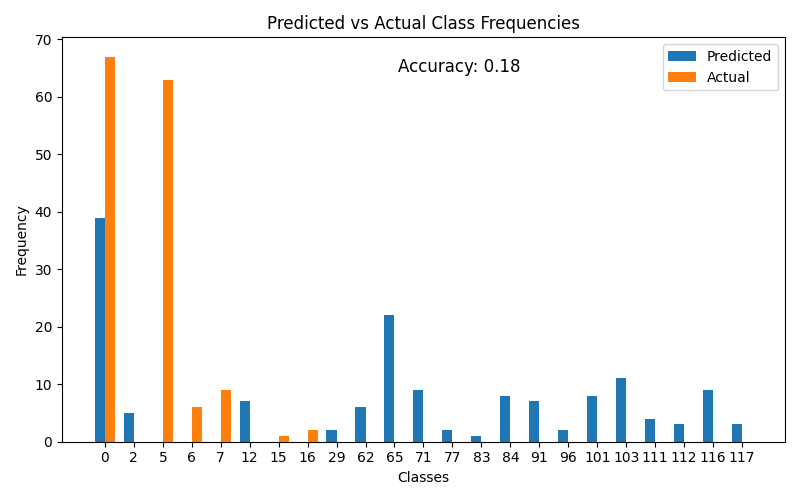 Predicted vs Actual Class Frequencies
Accuracy: 0.18
Predicted
Actual
70
60
50
40
30
20
10
0
Frequency
0 2 5 6 7 12 15 16 29 62 65 71 77 83 84 91 96 101 103 111 112 116 117
Classes